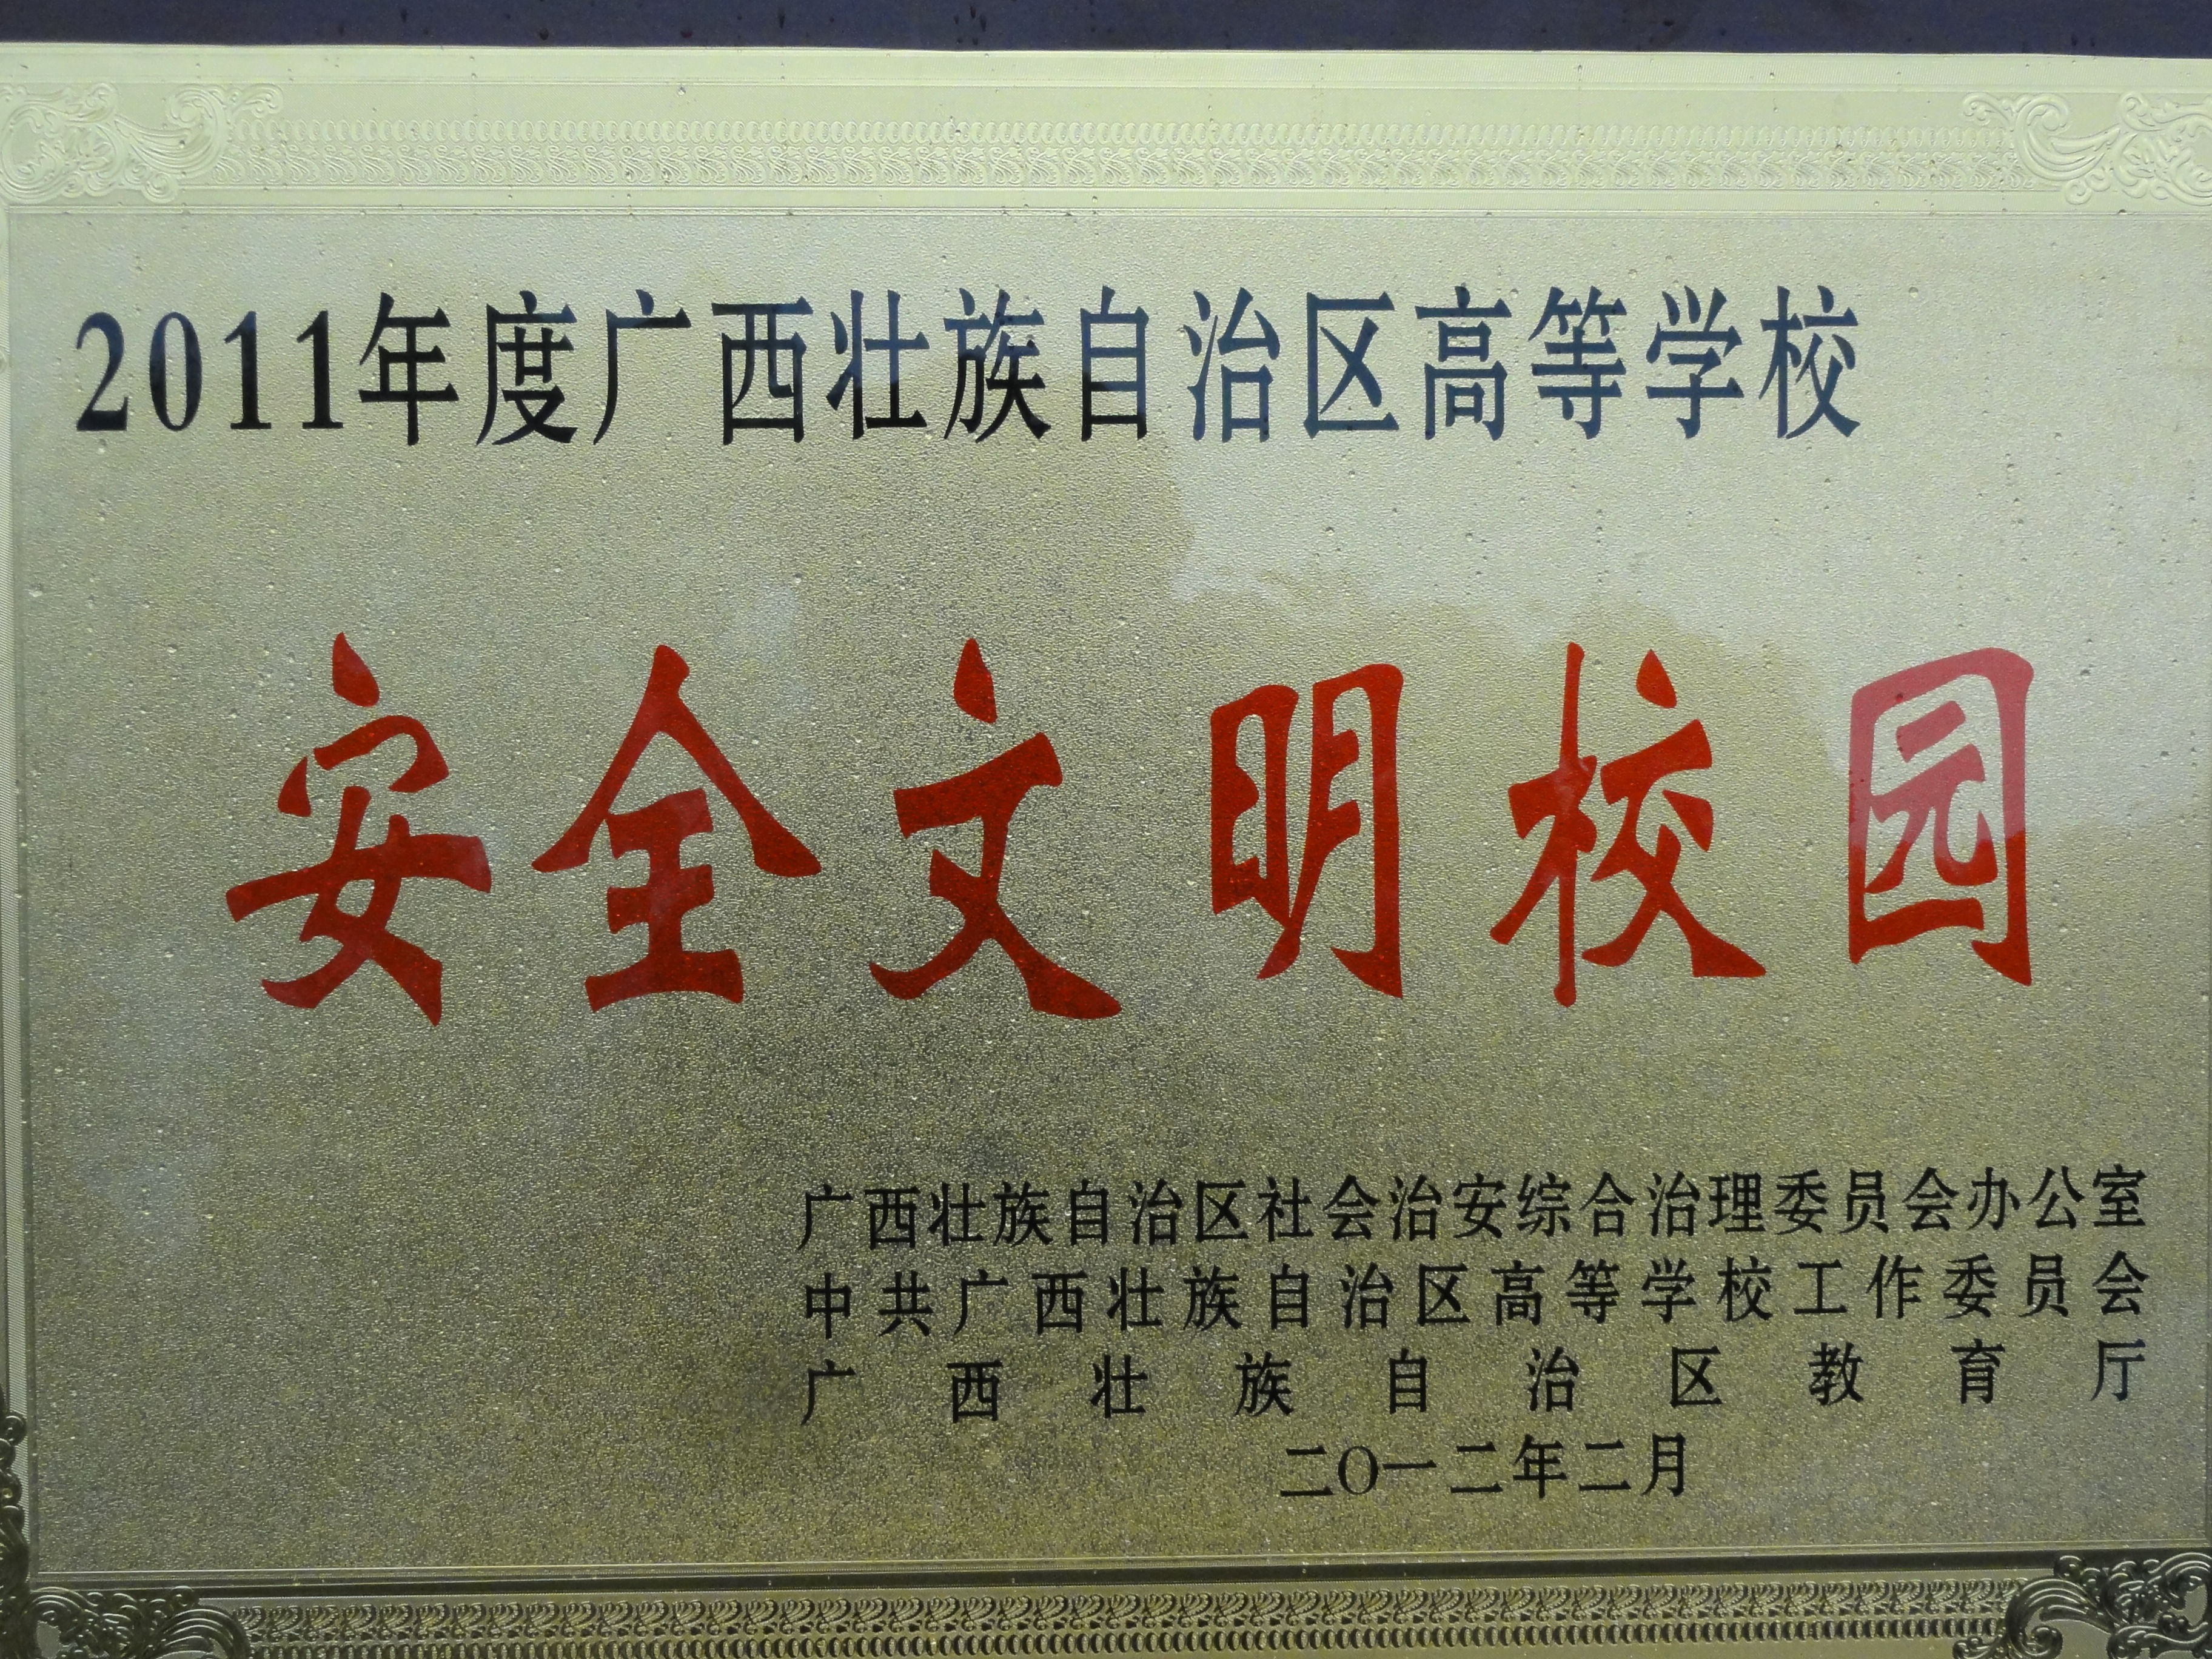 2011年度广西壮族自治区高等学校
安全文明校园
广西壮族自治区社会治安综合治理委员会办公室
中共广西壮族自治区高等学校工作委员会
广西壮族自治区教育厅
二O一二年二月